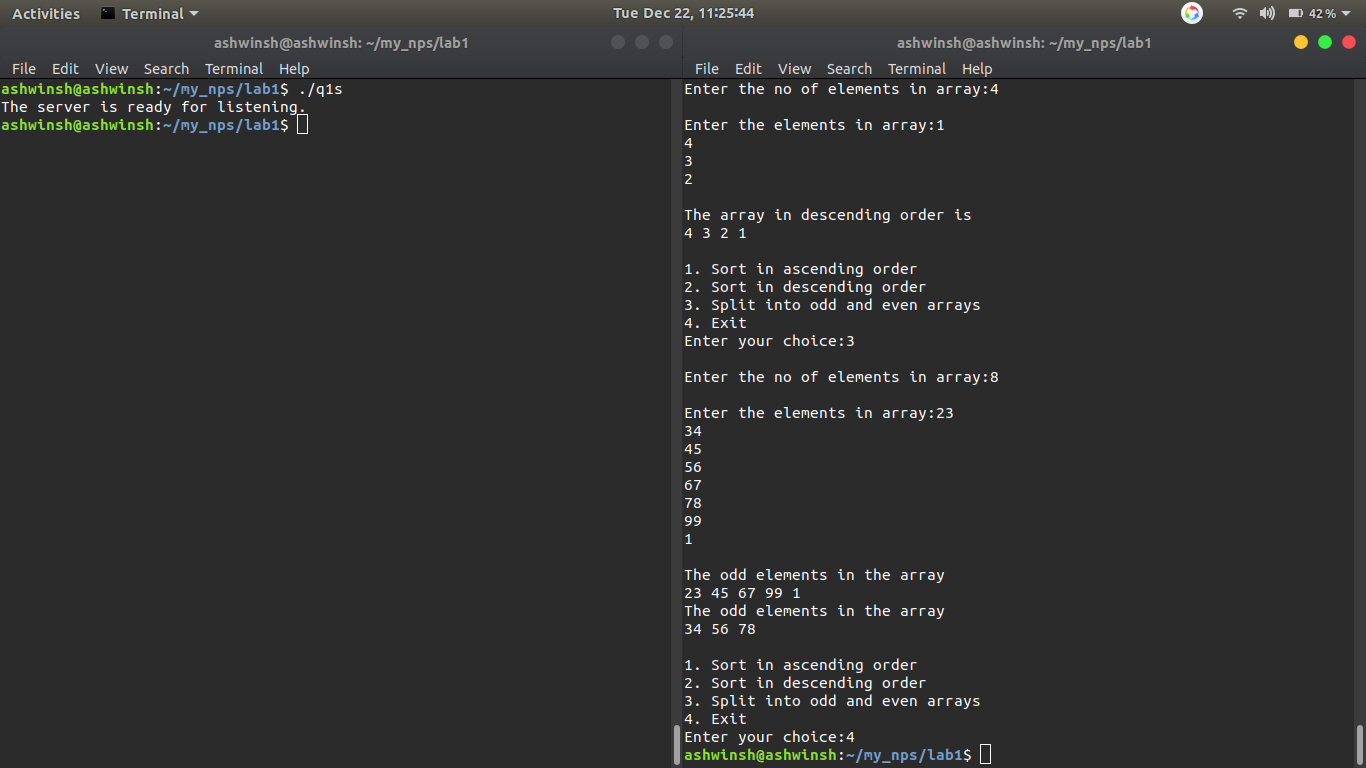 Activities Terminal Tue Dec 22, 11:25:44 42%
ashwinsh@ashwinsh: ~/my_nps/lab1
File Edit View Search Terminal Help
ashwinsh@ashwinsh:~/my_nps/lab1$ ./q1s
The server is ready for listening.
ashwinsh@ashwinsh:~/my_nps/lab1$
ashwinsh@ashwinsh: ~/my_nps/lab1
File Edit View Search Terminal Help
Enter the no of elements in array:4
Enter the elements in array:1
4
3
2
The array in descending order is
4 3 2 1
1. Sort in ascending order
2. Sort in descending order
3. Split into odd and even arrays
4. Exit
Enter your choice:3
Enter the no of elements in array:8
Enter the elements in array:23
34
45
56
67
78
99
1
The odd elements in the array
23 45 67 99 1
The odd elements in the array
34 56 78
1. Sort in ascending order
2. Sort in descending order
3. Split into odd and even arrays
4. Exit
Enter your choice:4
ashwinsh@ashwinsh:~/my_nps/lab1$